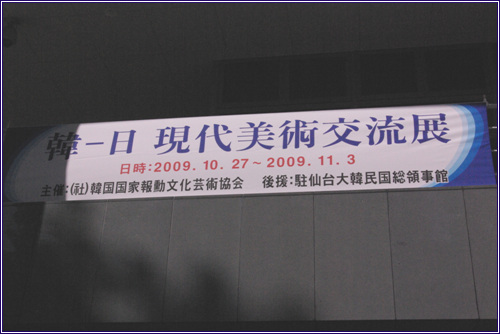 韓－日 現代美術交流展
日時：2009. 10. 27～2009. 11. 3
主催：(社)韓国国家報勳文化芸術協会 後援：駐仙台大韓民国総領事館